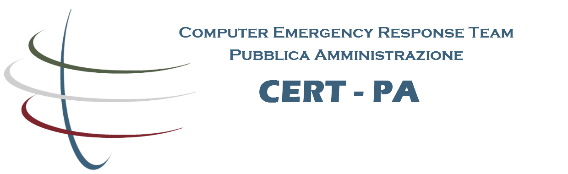 Computer Emergency Response Team
Pubblica Amministrazione
CERT - PA